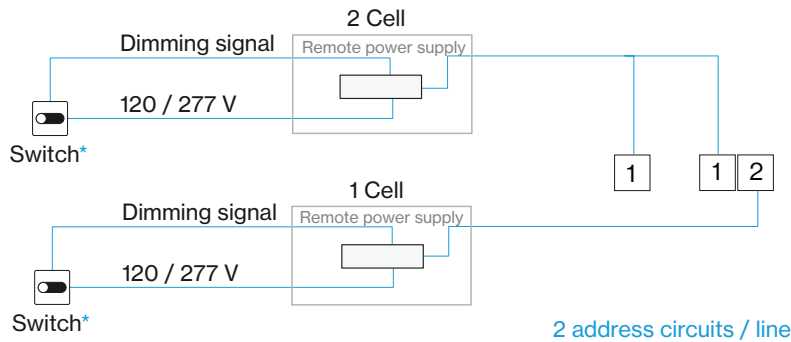 2 Cell
Dimming signal
Remote power supply
120 / 277 V
Switch*
1
1 2
1 Cell
Dimming signal
Remote power supply
120 / 277 V
Switch*
2 address circuits / line